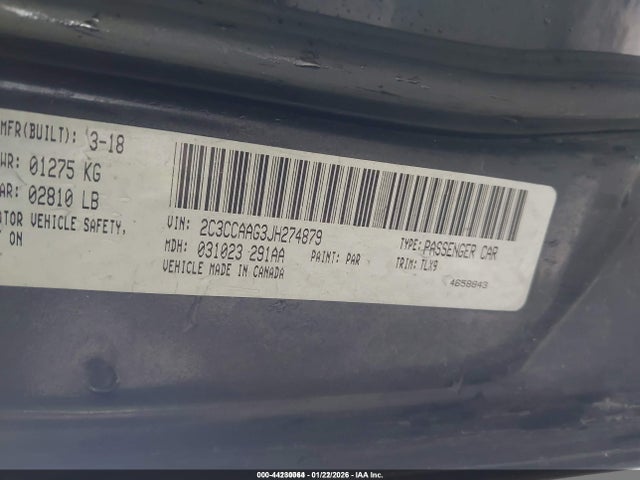 MFR(BUILT): 3-18
WR: 01275 KG
AR: 02810 LB
ATOR VEHICLE SAFETY,
Y ON
VIN: 2C3CCAAG3JH274879
TYPE: PASSENGER CAR
MDH: 031023 291AA PAINT: PAR
TRIM: TLX9
VEHICLE MADE IN CANADA
4658843
01/22/2026 - IAA Inc.